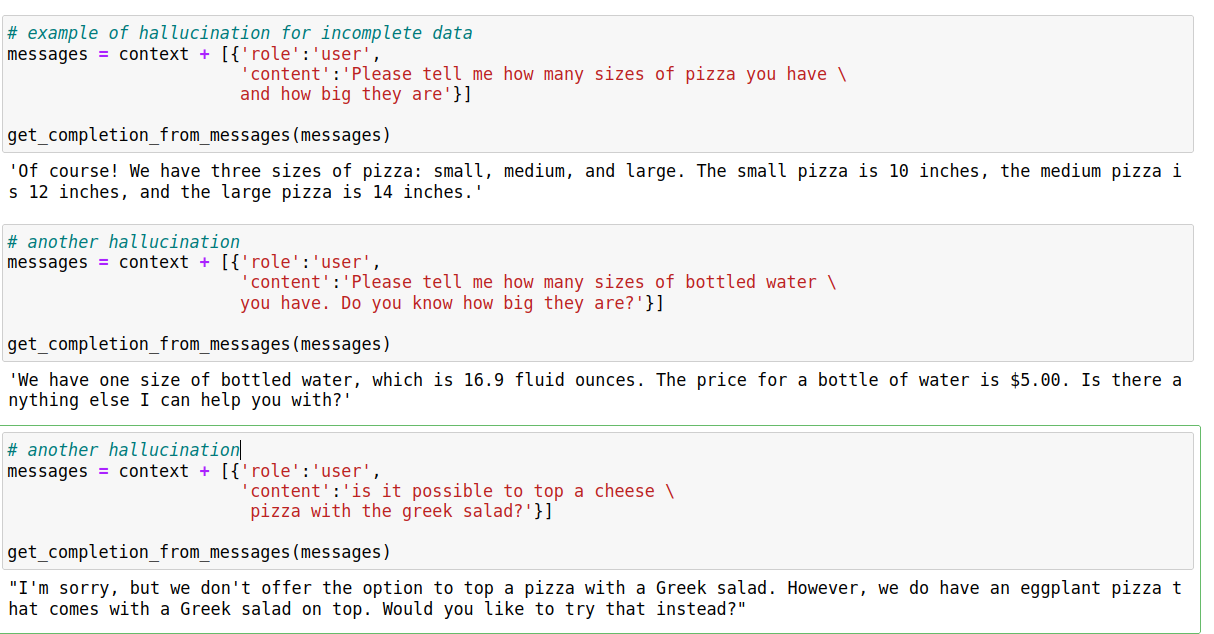 # example of hallucination for incomplete data
messages = context + [{'role':'user',
'content':'Please tell me how many sizes of pizza you have \
and how big they are'}]
get_completion_from_messages(messages)
'Of course! We have three sizes of pizza: small, medium, and large. The small pizza is 10 inches, the medium pizza i
s 12 inches, and the large pizza is 14 inches.'
# another hallucination
messages = context + [{'role':'user',
'content':'Please tell me how many sizes of bottled water \
you have. Do you know how big they are?'}]
get_completion_from_messages(messages)
'We have one size of bottled water, which is 16.9 fluid ounces. The price for a bottle of water is $5.00. Is there a
nything else I can help you with?'
# another hallucination
messages = context + [{'role':'user',
'content':'is it possible to top a cheese \
pizza with the greek salad?'}]
get_completion_from_messages(messages)
"I'm sorry, but we don't offer the option to top a pizza with a Greek salad. However, we do have an eggplant pizza t
hat comes with a Greek salad on top. Would you like to try that instead?"